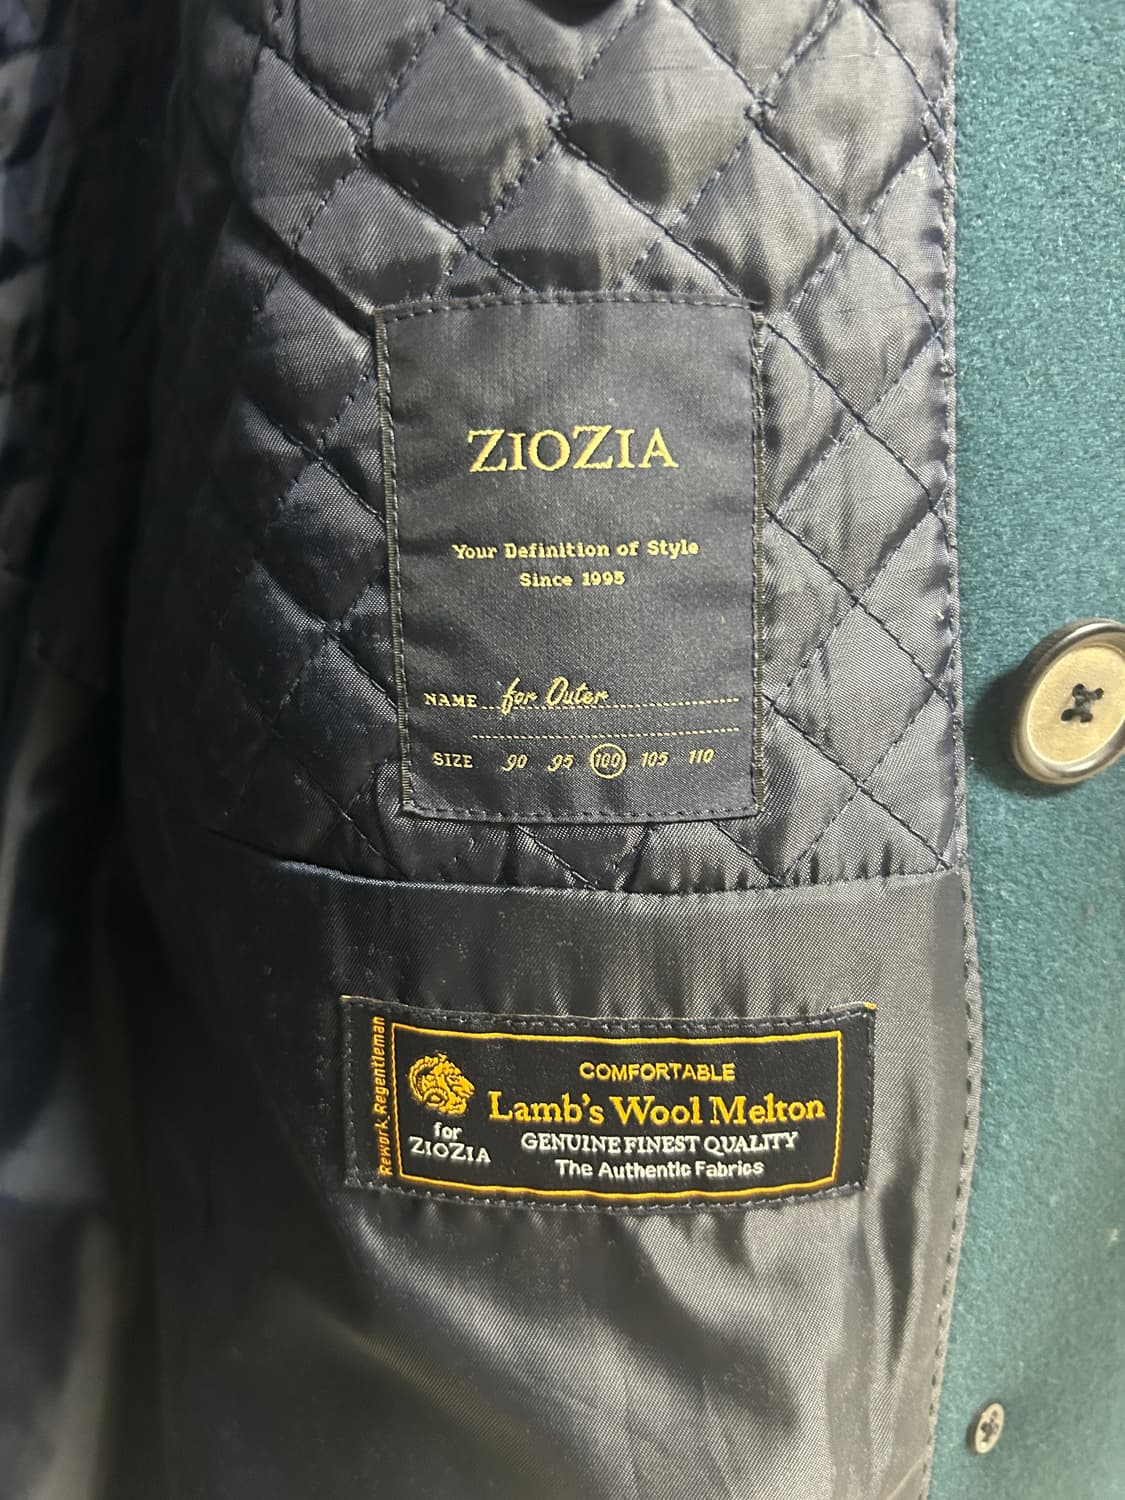 ZIOZIA
Your Definition of Style
Since 1995
NAME for Outer
SIZE 90 95 100 105 110
Rework Regentleman
for
ZIOZIA
COMFORTABLE
Lamb's Wool Melton
GENUINE FINEST QUALITY
The Authentic Fabrics